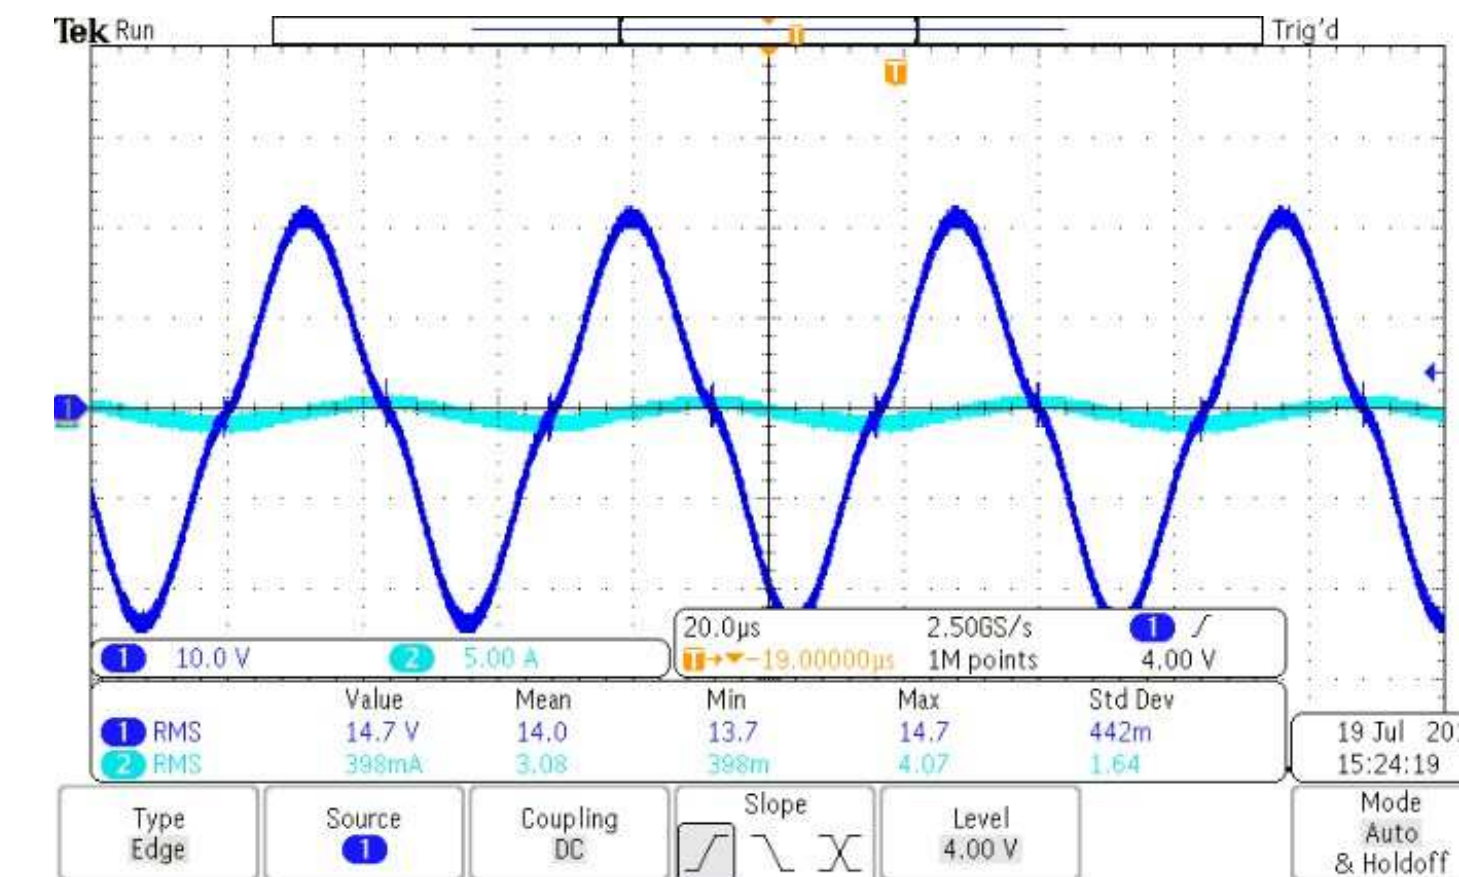 Tek Run Trig'd
T
T
1
20.0µs 2.50GS/s 1
T→▼−19.00000µs 1M points 4.00 V
1 10.0 V 2 5.00 A
Value Mean Min Max Std Dev
1 RMS 14.7 V 14.0 13.7 14.7 442m
2 RMS 398mA 3.08 398m 4.07 1.64
19 Jul 20
15:24:19
Type
Edge
Source
1
Coupling
DC
Slope
Level
4.00 V
Mode
Auto
& Holdoff